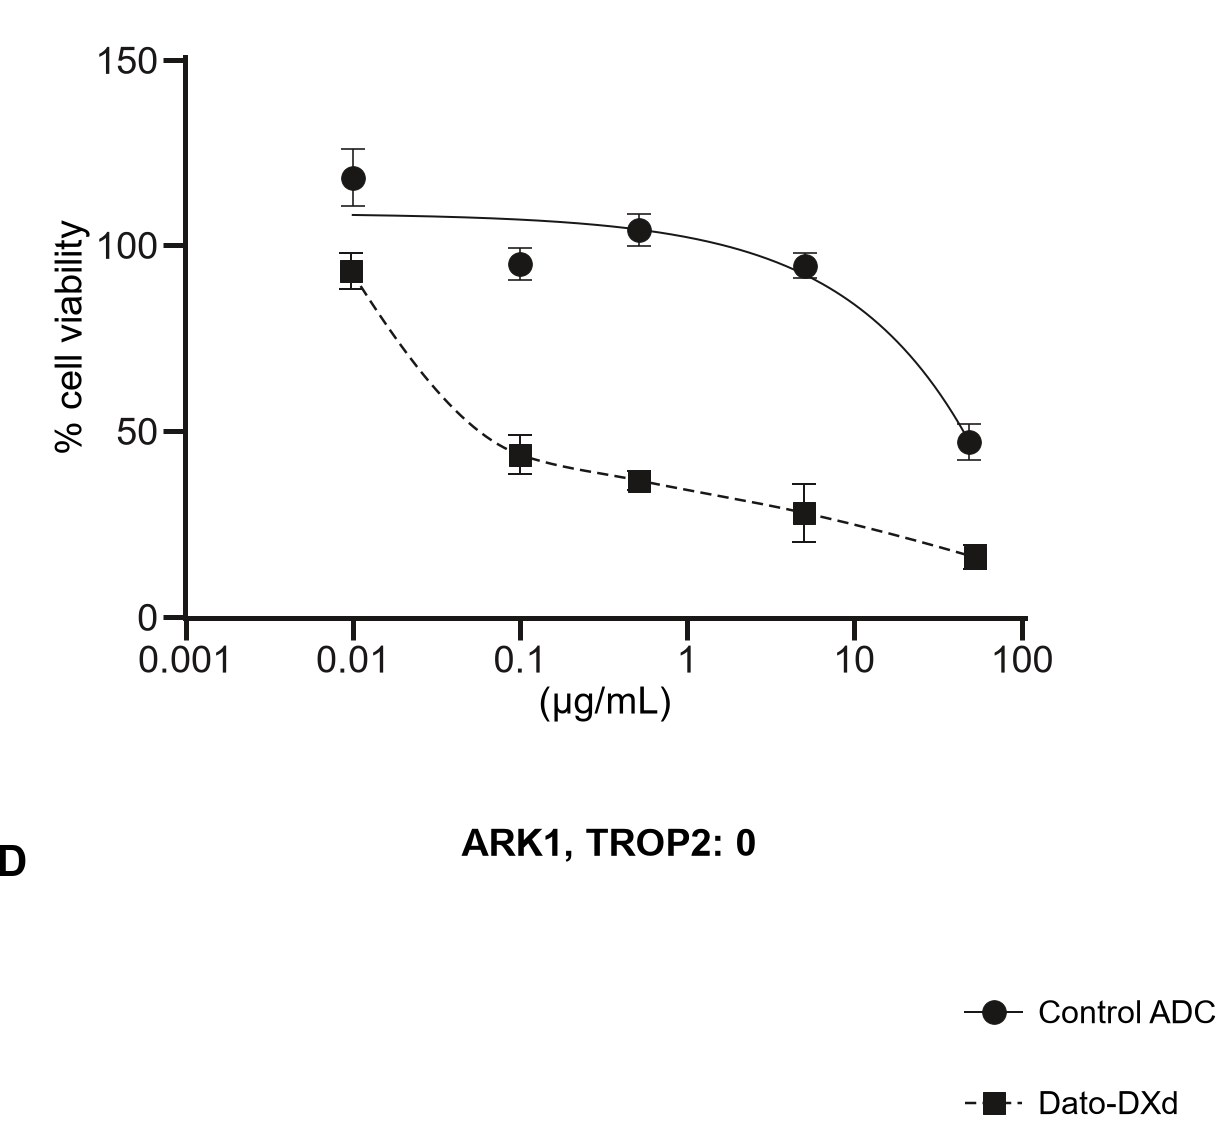 150
100
50
0
% cell viability
0.001 0.01 0.1 1 10 100
(µg/mL)
D
ARK1, TROP2: 0
Control ADC
Dato-DXd